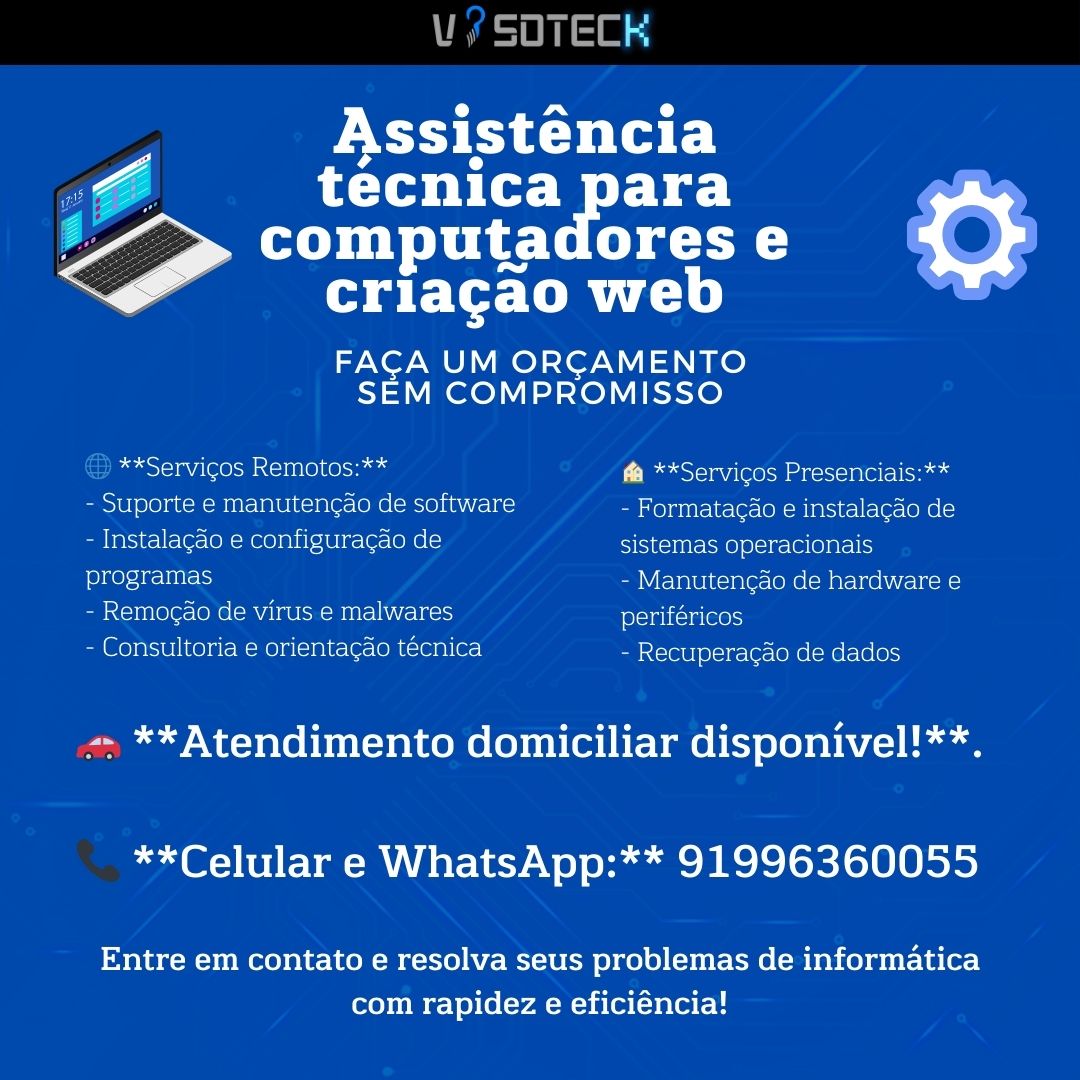 V?SOTECK
Assistência
técnica para
computadores e
criação web
FAÇA UM ORÇAMENTO
SEM COMPROMISSO
17:15
🌐 **Serviços Remotos:**
- Suporte e manutenção de software
- Instalação e configuração de
programas
- Remoção de vírus e malwares
- Consultoria e orientação técnica
🏠 **Serviços Presenciais:**
- Formatação e instalação de
sistemas operacionais
- Manutenção de hardware e
periféricos
- Recuperação de dados
🚗 **Atendimento domiciliar disponível!**.
📞 **Celular e WhatsApp:** 91996360055
Entre em contato e resolva seus problemas de informática
com rapidez e eficiência!